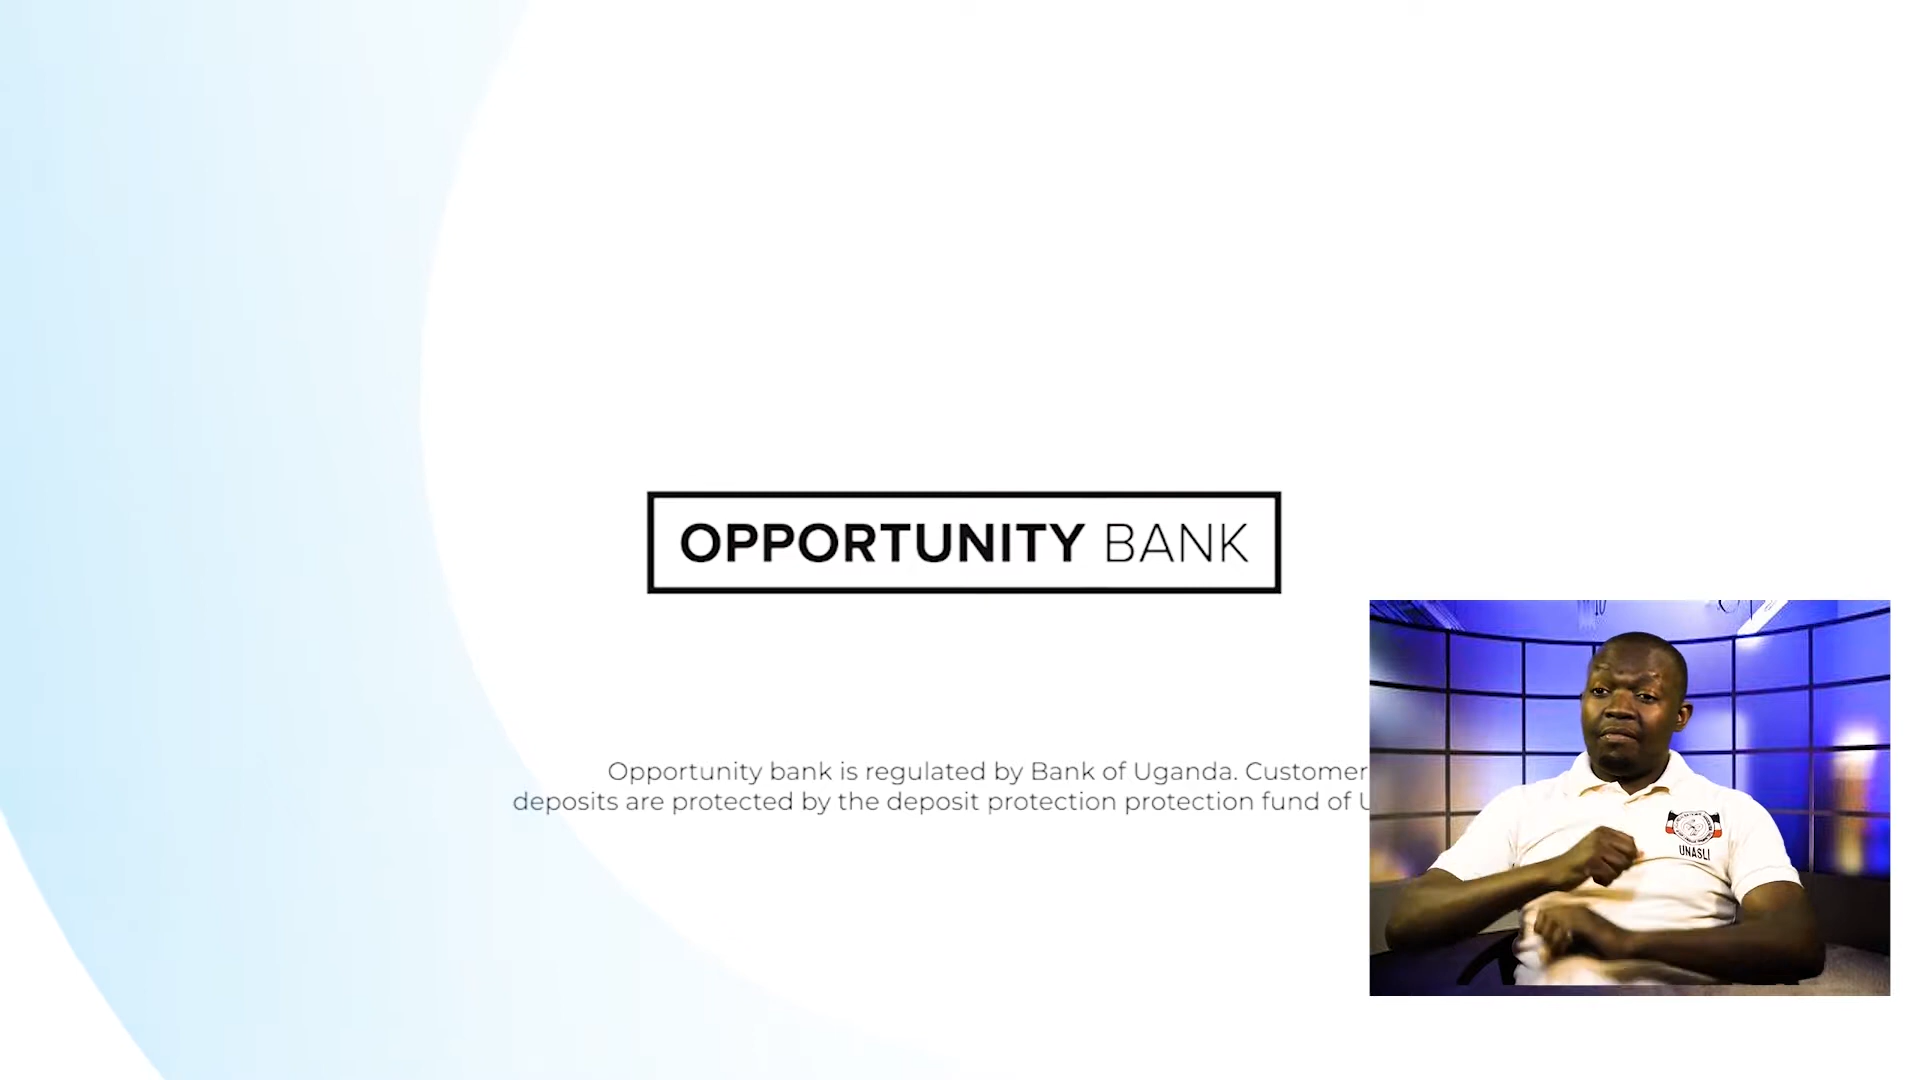 OPPORTUNITY BANK
Opportunity bank is regulated by Bank of Uganda. Customer
deposits are protected by the deposit protection protection fund of U
UNASLI